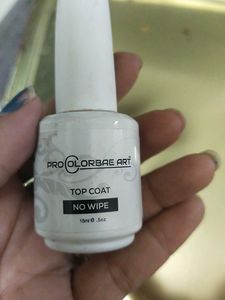 PROCOLORBAE ART
TOP COAT
NO WIPE
15ml ℮ .5oz